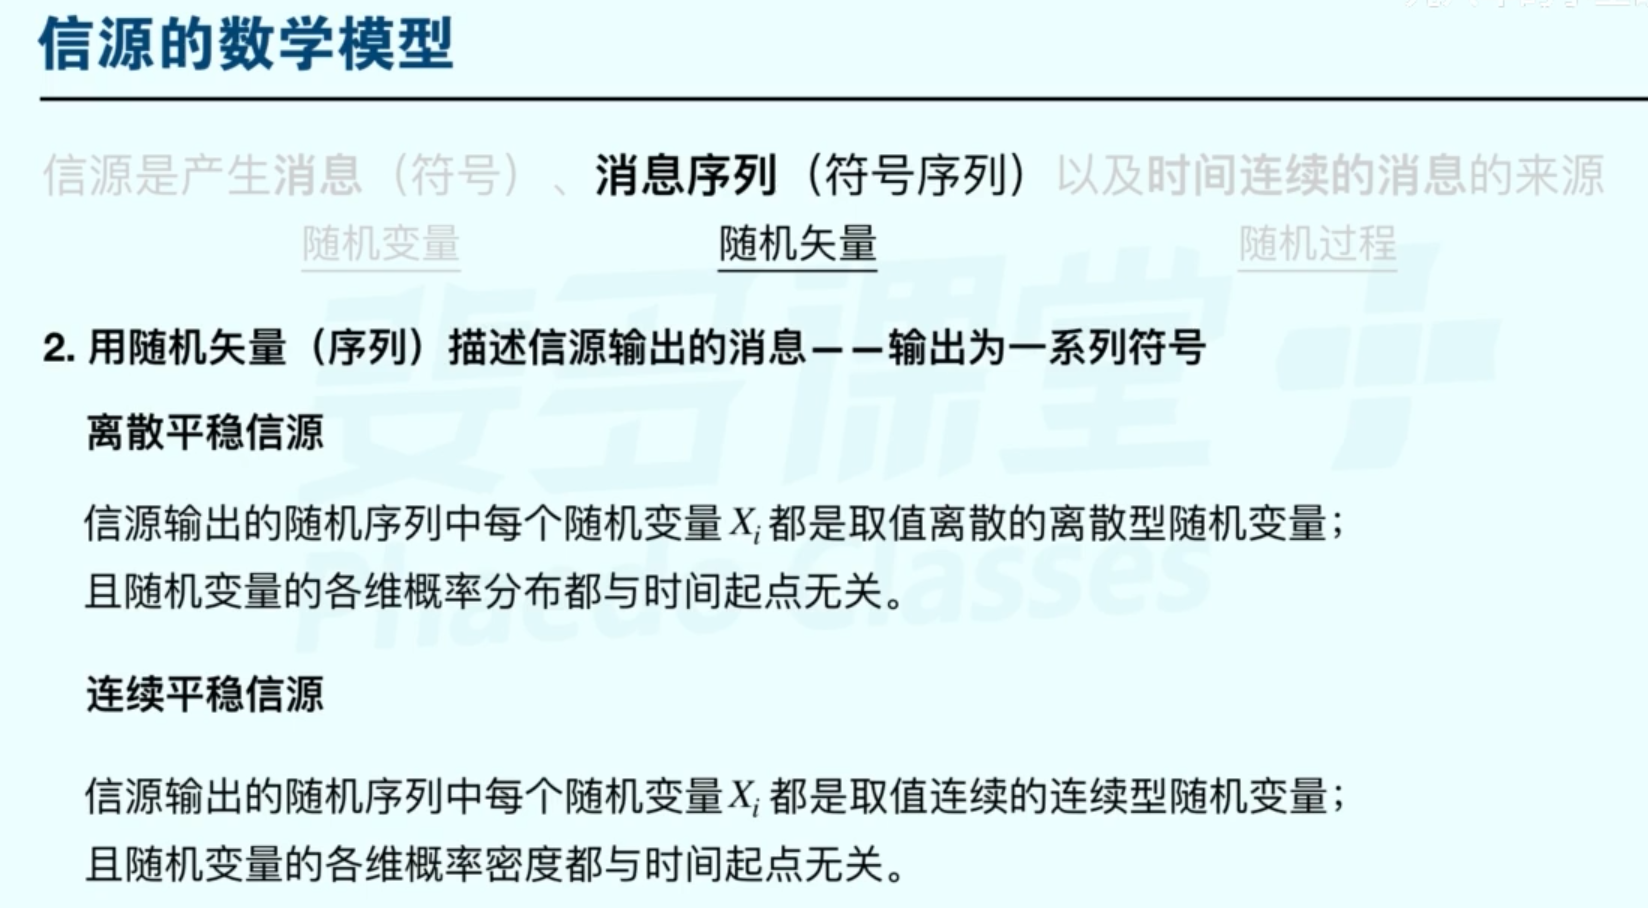 信源的数学模型
信源是产生消息（符号）、消息序列（符号序列）以及时间连续的消息的来源
随机变量 随机矢量 随机过程
2. 用随机矢量（序列）描述信源输出的消息——输出为一系列符号
离散平稳信源
信源输出的随机序列中每个随机变量 Xᵢ 都是取值离散的离散型随机变量；
且随机变量的各维概率分布都与时间起点无关。
连续平稳信源
信源输出的随机序列中每个随机变量 Xᵢ 都是取值连续的连续型随机变量；
且随机变量的各维概率密度都与时间起点无关。
斐多课堂
Phaedo Classes